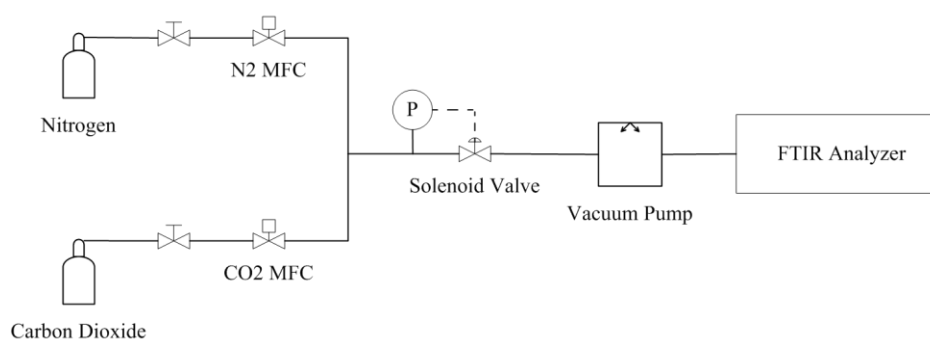 N2 MFC
Nitrogen
P
Solenoid Valve
Vacuum Pump
FTIR Analyzer
CO2 MFC
Carbon Dioxide